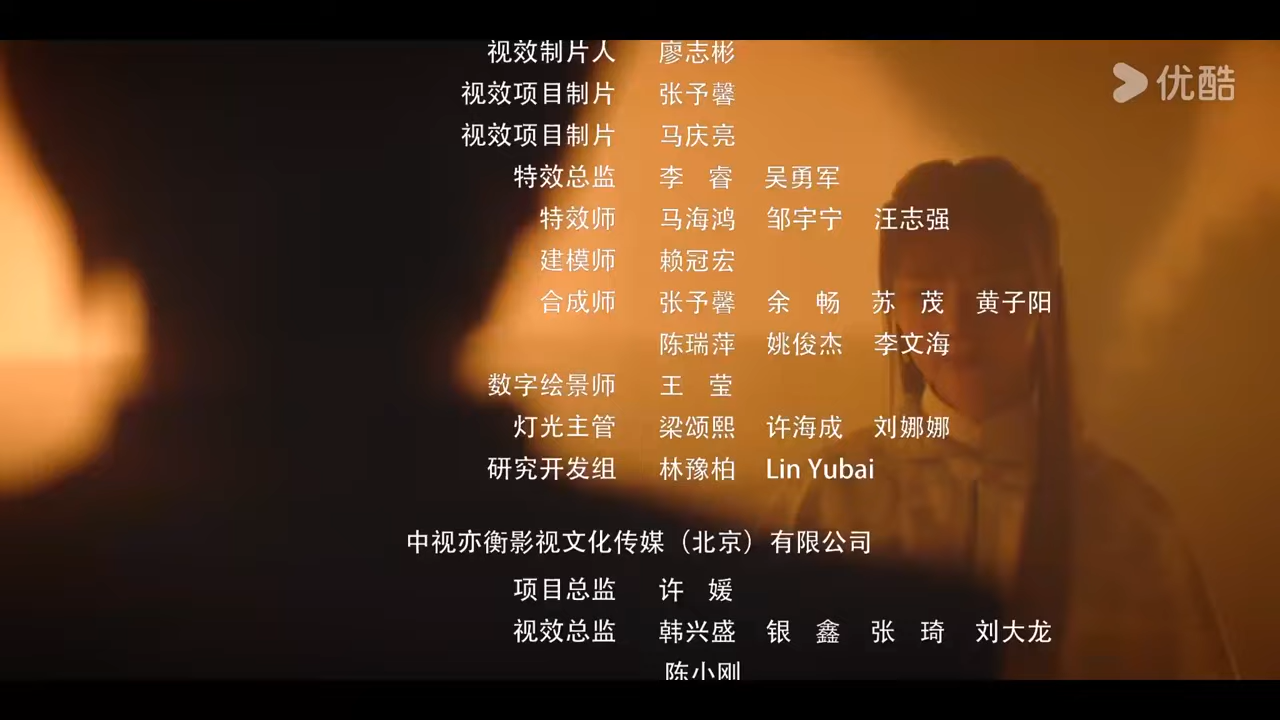 视效制片人 廖志彬
优酷
视效项目制片 张予馨
视效项目制片 马庆亮
特效总监 李睿 吴勇军
特效师 马海鸿 邹宇宁 汪志强
建模师 赖冠宏
合成师 张予馨 余畅 苏茂 黄子阳
陈瑞萍 姚俊杰 李文海
数字绘景师 王莹
灯光主管 梁颂熙 许海成 刘娜娜
研究开发组 林豫柏 Lin Yubai
中视亦衡影视文化传媒（北京）有限公司
项目总监 许媛
视效总监 韩兴盛 银鑫 张琦 刘大龙
陈小刚